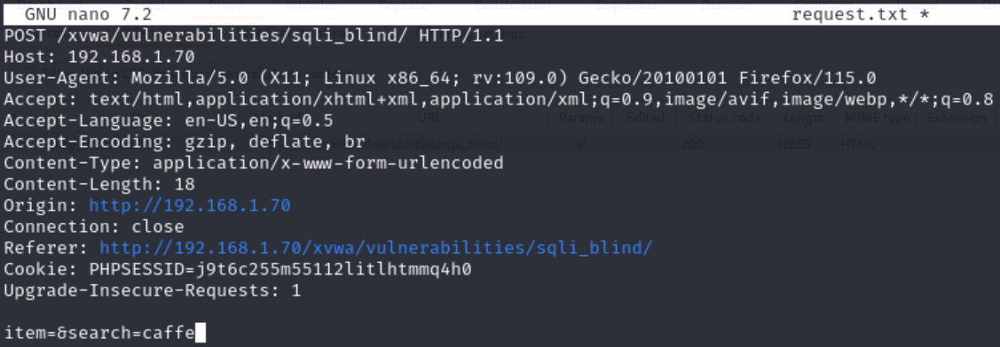 GNU nano 7.2 request.txt *
POST /xvwa/vulnerabilities/sqli_blind/ HTTP/1.1
Host: 192.168.1.70
User-Agent: Mozilla/5.0 (X11; Linux x86_64; rv:109.0) Gecko/20100101 Firefox/115.0
Accept: text/html,application/xhtml+xml,application/xml;q=0.9,image/avif,image/webp,*/*;q=0.8
Accept-Language: en-US,en;q=0.5
Accept-Encoding: gzip, deflate, br
Content-Type: application/x-www-form-urlencoded
Content-Length: 18
Origin: http://192.168.1.70
Connection: close
Referer: http://192.168.1.70/xvwa/vulnerabilities/sqli_blind/
Cookie: PHPSESSID=j9t6c255m55112litlhtmmq4h0
Upgrade-Insecure-Requests: 1
item=&search=caffe